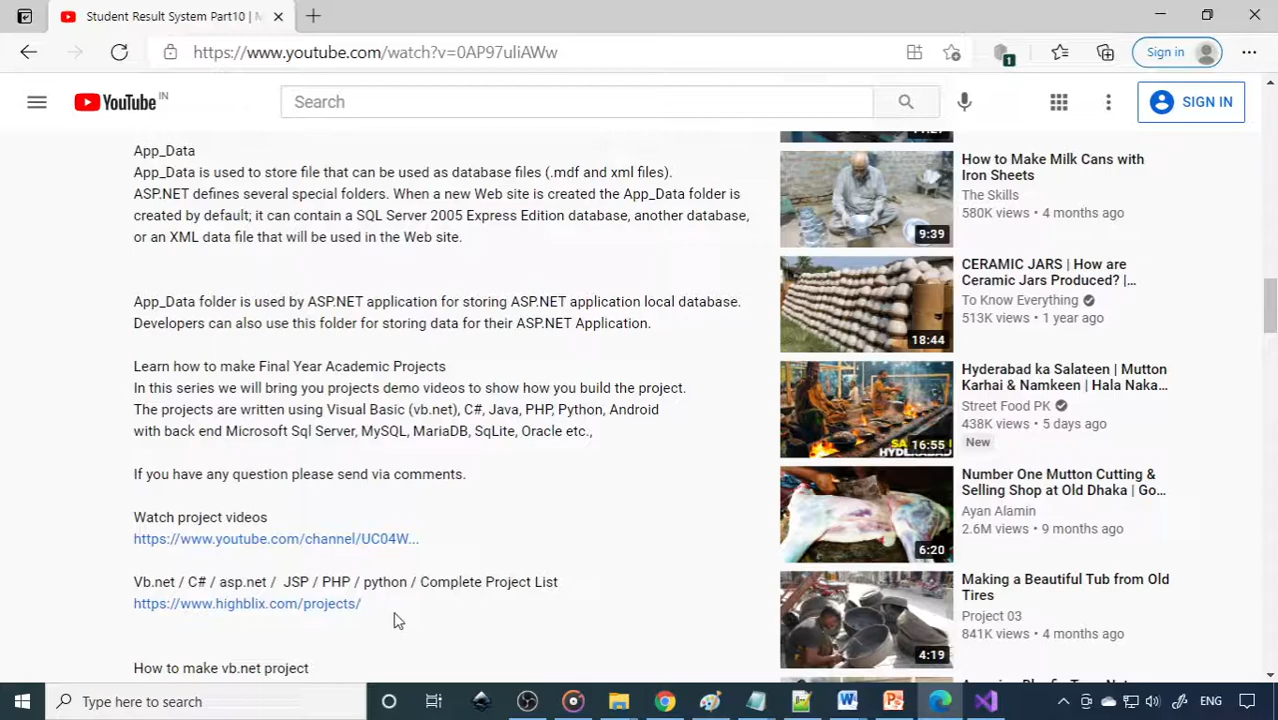 Student Result System Part10 | M
https://www.youtube.com/watch?v=0AP97uliAWw
1
Sign in
YouTube IN
Search
SIGN IN
App_Data
App_Data is used to store file that can be used as database files (.mdf and xml files).
ASP.NET defines several special folders. When a new Web site is created the App_Data folder is
created by default; it can contain a SQL Server 2005 Express Edition database, another database,
or an XML data file that will be used in the Web site.
App_Data folder is used by ASP.NET application for storing ASP.NET application local database.
Developers can also use this folder for storing data for their ASP.NET Application.
Learn how to make Final Year Academic Projects
In this series we will bring you projects demo videos to show how you build the project.
The projects are written using Visual Basic (vb.net), C#, Java, PHP, Python, Android
with back end Microsoft Sql Server, MySQL, MariaDB, SqLite, Oracle etc.,
If you have any question please send via comments.
Watch project videos
https://www.youtube.com/channel/UC04W...
Vb.net / C# / asp.net / JSP / PHP / python / Complete Project List
https://www.highblix.com/projects/
How to make vb.net project
How to Make Milk Cans with
Iron Sheets
The Skills
580K views • 4 months ago
9:39
CERAMIC JARS | How are
Ceramic Jars Produced? |...
To Know Everything
513K views • 1 year ago
18:44
Hyderabad ka Salateen | Mutton
Karhai & Namkeen | Hala Naka...
Street Food PK
438K views • 5 days ago
New
16:55
Number One Mutton Cutting &
Selling Shop at Old Dhaka | Go...
Ayan Alamin
2.6M views • 9 months ago
6:20
Making a Beautiful Tub from Old
Tires
Project 03
841K views • 4 months ago
4:19
Type here to search
ENG